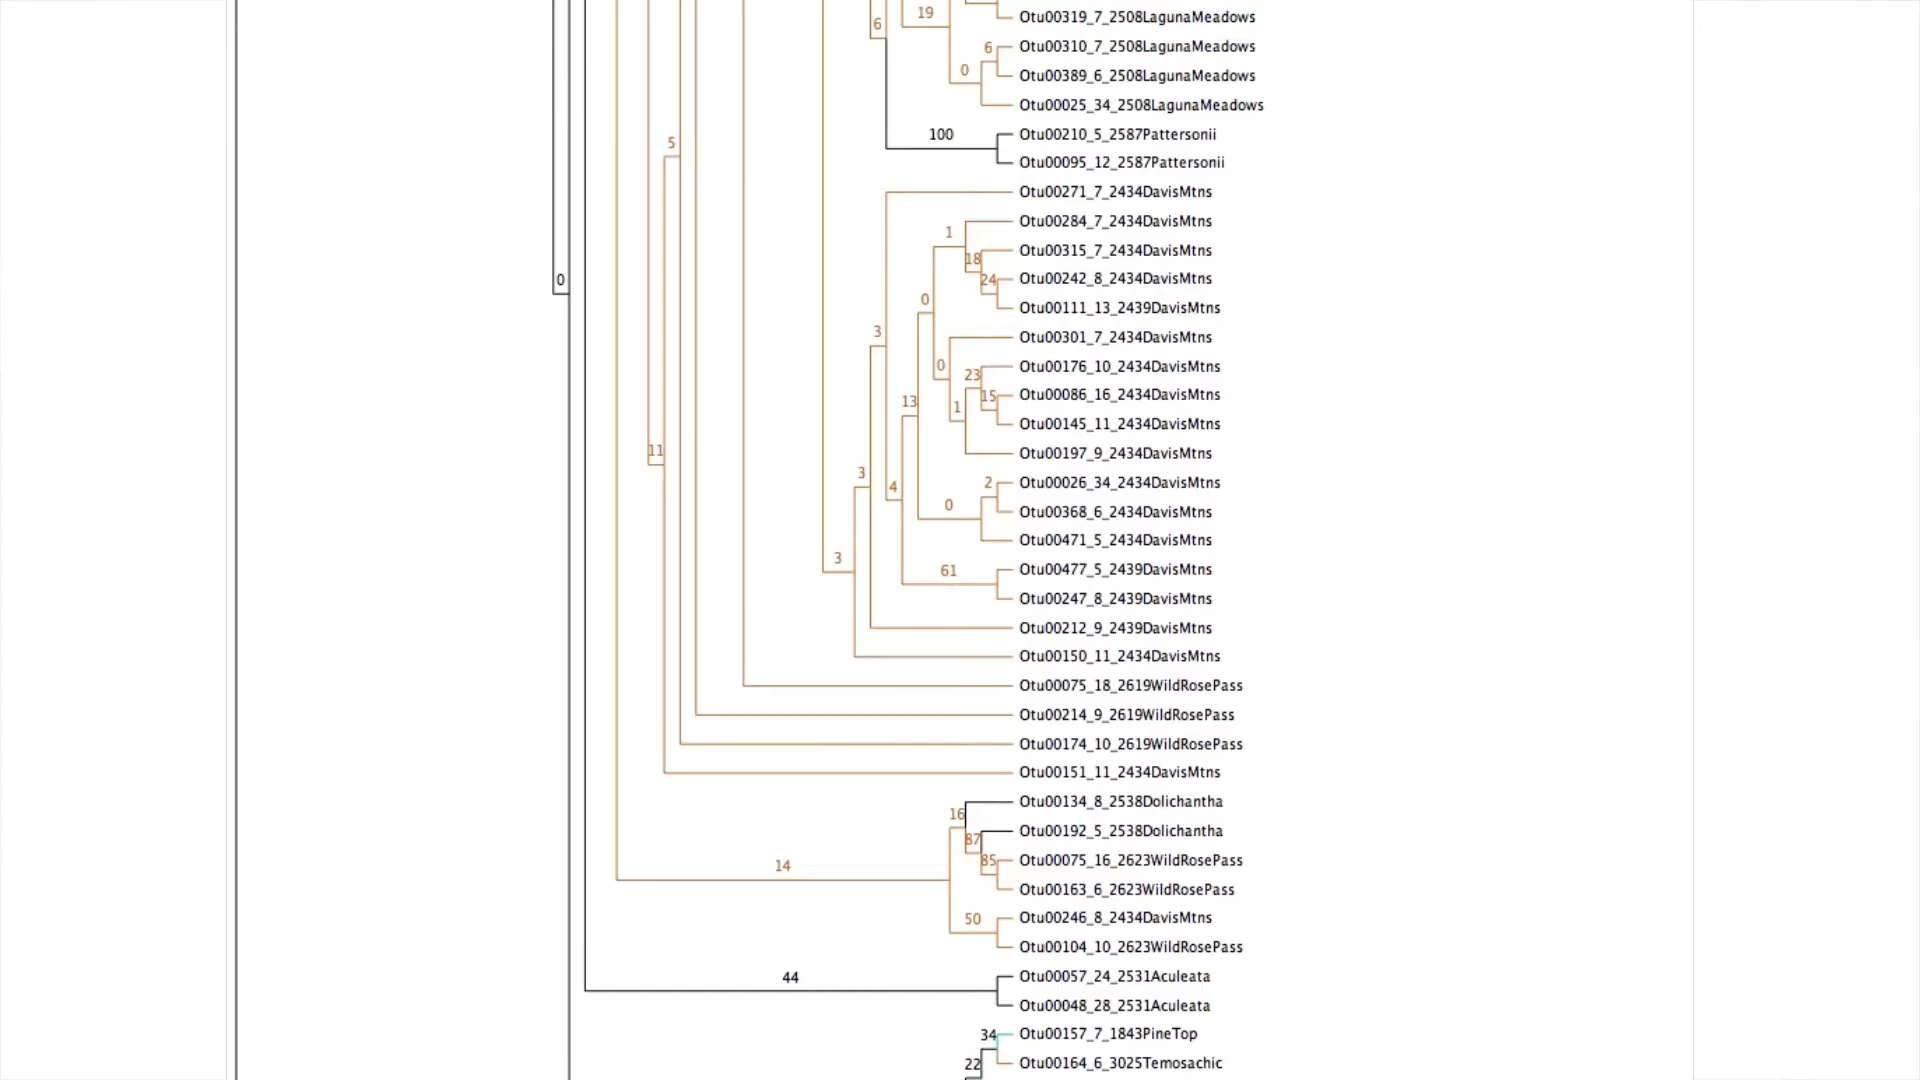 19
Otu00319_7_2508LagunaMeadows
6
6
Otu00310_7_2508LagunaMeadows
0
Otu00389_6_2508LagunaMeadows
Otu00025_34_2508LagunaMeadows
100
Otu00210_5_2587Pattersonii
5
Otu00095_12_2587Pattersonii
Otu00271_7_2434DavisMtns
1
Otu00284_7_2434DavisMtns
18
Otu00315_7_2434DavisMtns
0
24
Otu00242_8_2434DavisMtns
0
Otu00111_13_2439DavisMtns
3
Otu00301_7_2434DavisMtns
0
23
Otu00176_10_2434DavisMtns
13
1
15
Otu00086_16_2434DavisMtns
Otu00145_11_2434DavisMtns
11
Otu00197_9_2434DavisMtns
3
4
2
Otu00026_34_2434DavisMtns
0
Otu00368_6_2434DavisMtns
Otu00471_5_2434DavisMtns
3
61
Otu00477_5_2439DavisMtns
Otu00247_8_2439DavisMtns
Otu00212_9_2439DavisMtns
Otu00150_11_2434DavisMtns
Otu00075_18_2619WildRosePass
Otu00214_9_2619WildRosePass
Otu00174_10_2619WildRosePass
Otu00151_11_2434DavisMtns
16
Otu00134_8_2538Dolichantha
87
Otu00192_5_2538Dolichantha
14
85
Otu00075_16_2623WildRosePass
Otu00163_6_2623WildRosePass
50
Otu00246_8_2434DavisMtns
Otu00104_10_2623WildRosePass
44
Otu00057_24_2531Aculeata
Otu00048_28_2531Aculeata
34
Otu00157_7_1843PineTop
22
Otu00164_6_3025Temosachic